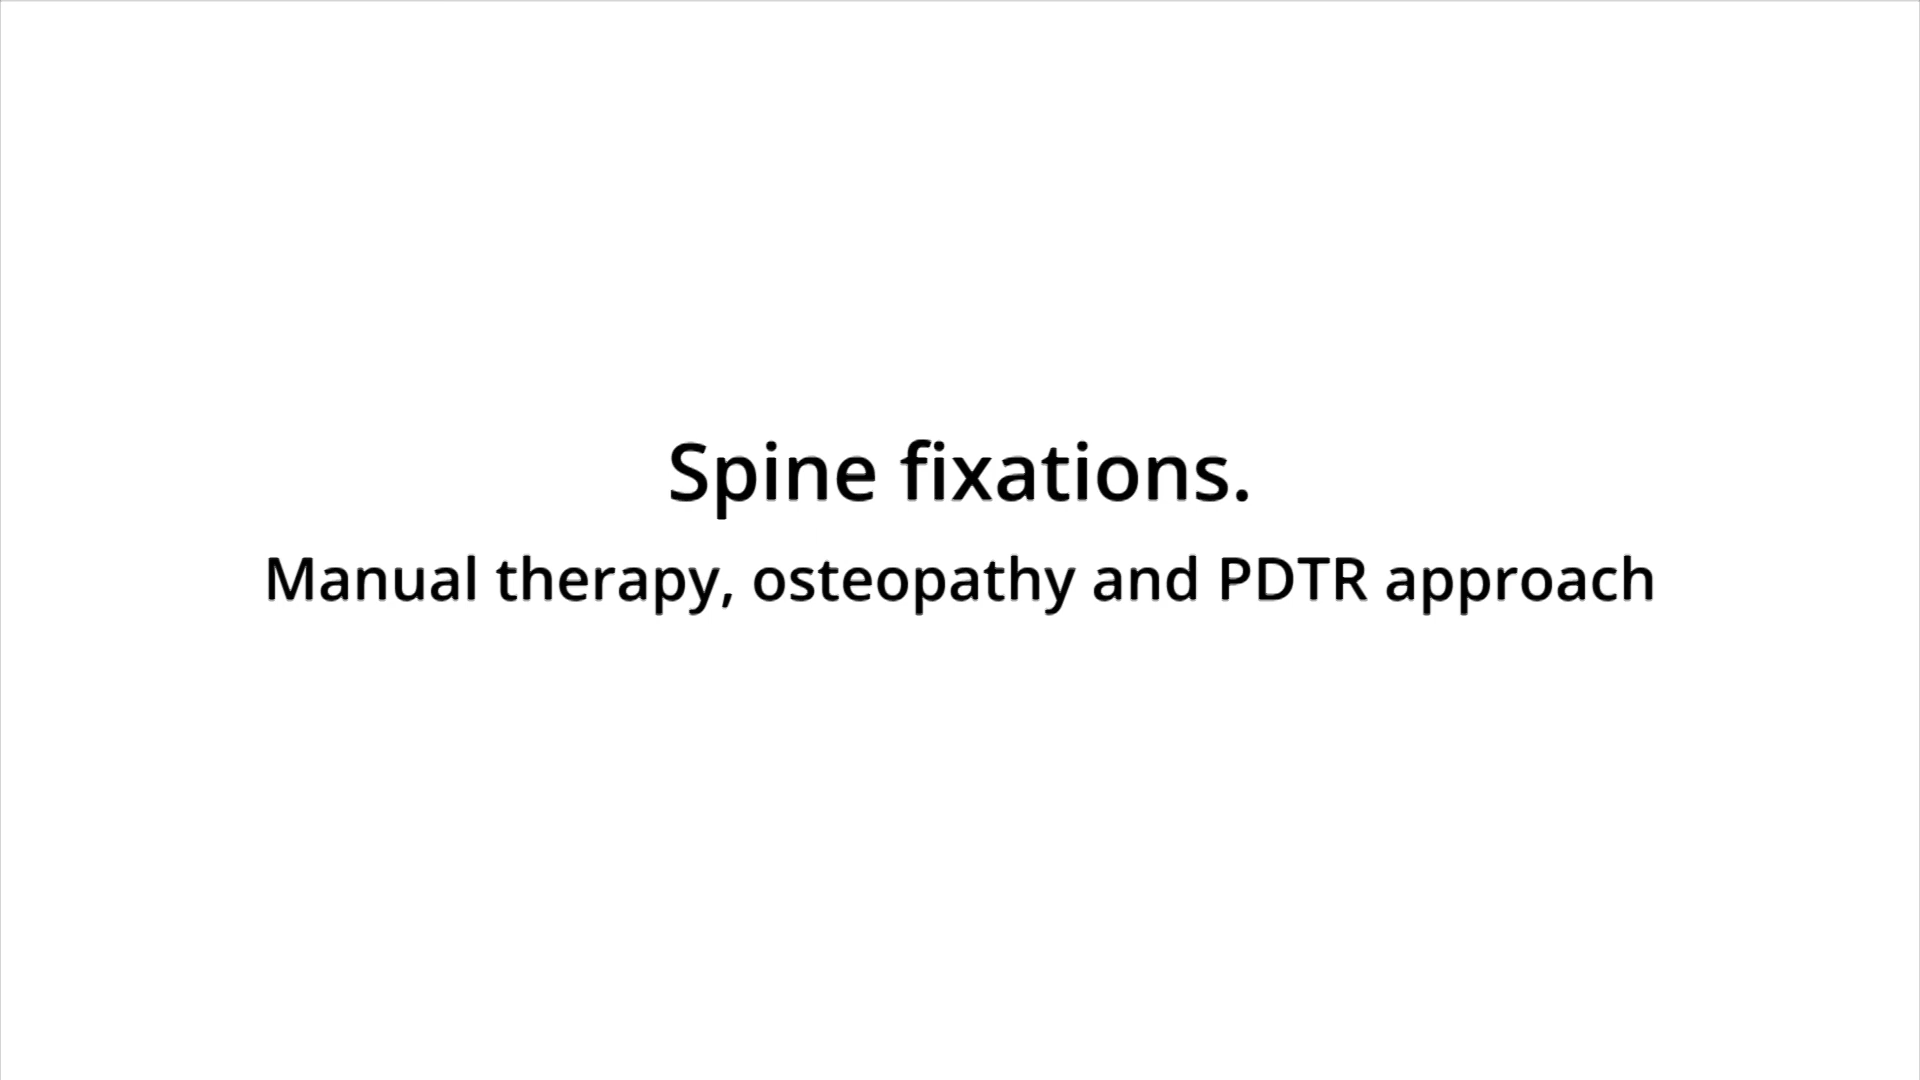 Spine fixations.
Manual therapy, osteopathy and PDTR approach